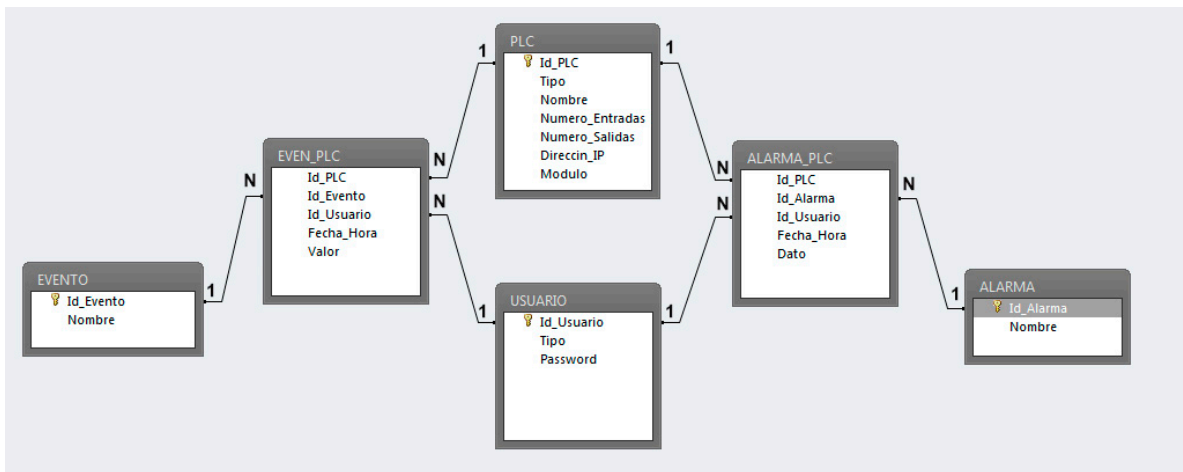 PLC
Id_PLC
Tipo
Nombre
Numero_Entradas
Numero_Salidas
Direccin_IP
Modulo
1
1
EVEN_PLC
Id_PLC
Id_Evento
Id_Usuario
Fecha_Hora
Valor
N
N
N
ALARMA_PLC
Id_PLC
Id_Alarma
Id_Usuario
Fecha_Hora
Dato
N
N
N
EVENTO
Id_Evento
Nombre
1
USUARIO
Id_Usuario
Tipo
Password
1
1
ALARMA
Id_Alarma
Nombre
1